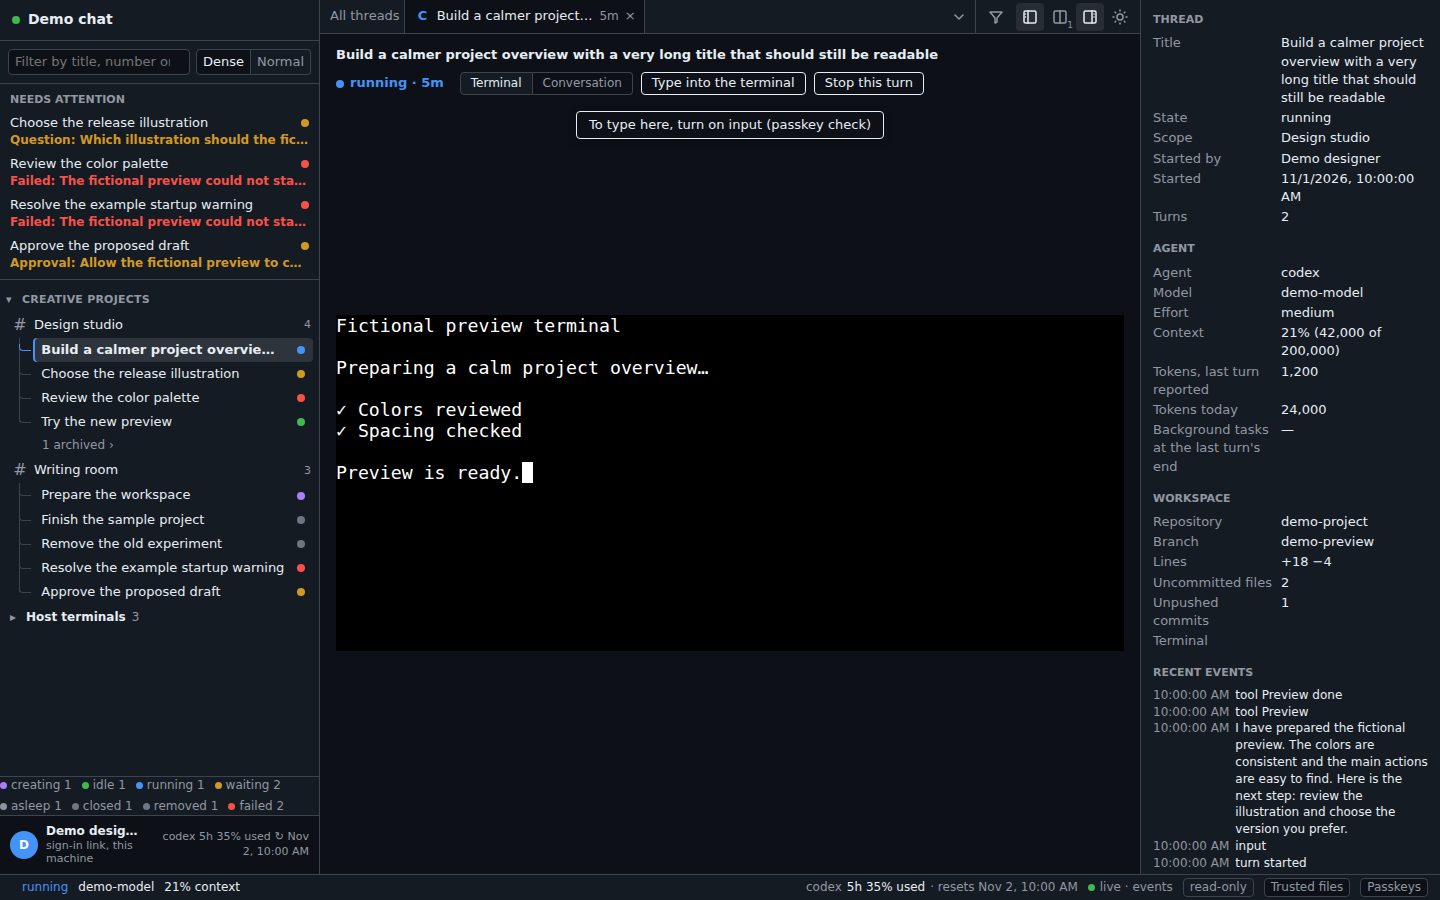 Demo chat
Filter by title, number or
Dense
Normal
NEEDS ATTENTION
Choose the release illustration
Question: Which illustration should the fic…
Review the color palette
Failed: The fictional preview could not sta…
Resolve the example startup warning
Failed: The fictional preview could not sta…
Approve the proposed draft
Approval: Allow the fictional preview to c…
▾ CREATIVE PROJECTS
# Design studio 4
Build a calmer project overvie…
Choose the release illustration
Review the color palette
Try the new preview
1 archived ›
# Writing room 3
Prepare the workspace
Finish the sample project
Remove the old experiment
Resolve the example startup warning
Approve the proposed draft
▸ Host terminals 3
creating 1 idle 1 running 1 waiting 2
asleep 1 closed 1 removed 1 failed 2
D
Demo desig…
sign-in link, this
machine
codex 5h 35% used ↻ Nov
2, 10:00 AM
All threads
C Build a calmer project… 5m ×
1
Build a calmer project overview with a very long title that should still be readable
running · 5m
Terminal
Conversation
Type into the terminal
Stop this turn
To type here, turn on input (passkey check)
Fictional preview terminal
Preparing a calm project overview…
✓ Colors reviewed
✓ Spacing checked
Preview is ready.
THREAD
Title Build a calmer project
overview with a very
long title that should
still be readable
State running
Scope Design studio
Started by Demo designer
Started 11/1/2026, 10:00:00
AM
Turns 2
AGENT
Agent codex
Model demo-model
Effort medium
Context 21% (42,000 of
200,000)
Tokens, last turn 1,200
reported
Tokens today 24,000
Background tasks —
at the last turn's
end
WORKSPACE
Repository demo-project
Branch demo-preview
Lines +18 −4
Uncommitted files 2
Unpushed 1
commits
Terminal
RECENT EVENTS
10:00:00 AM tool Preview done
10:00:00 AM tool Preview
10:00:00 AM I have prepared the fictional
preview. The colors are
consistent and the main actions
are easy to find. Here is the
next step: review the
illustration and choose the
version you prefer.
10:00:00 AM input
10:00:00 AM turn started
running demo-model 21% context
codex 5h 35% used · resets Nov 2, 10:00 AM
live · events
read-only
Trusted files
Passkeys